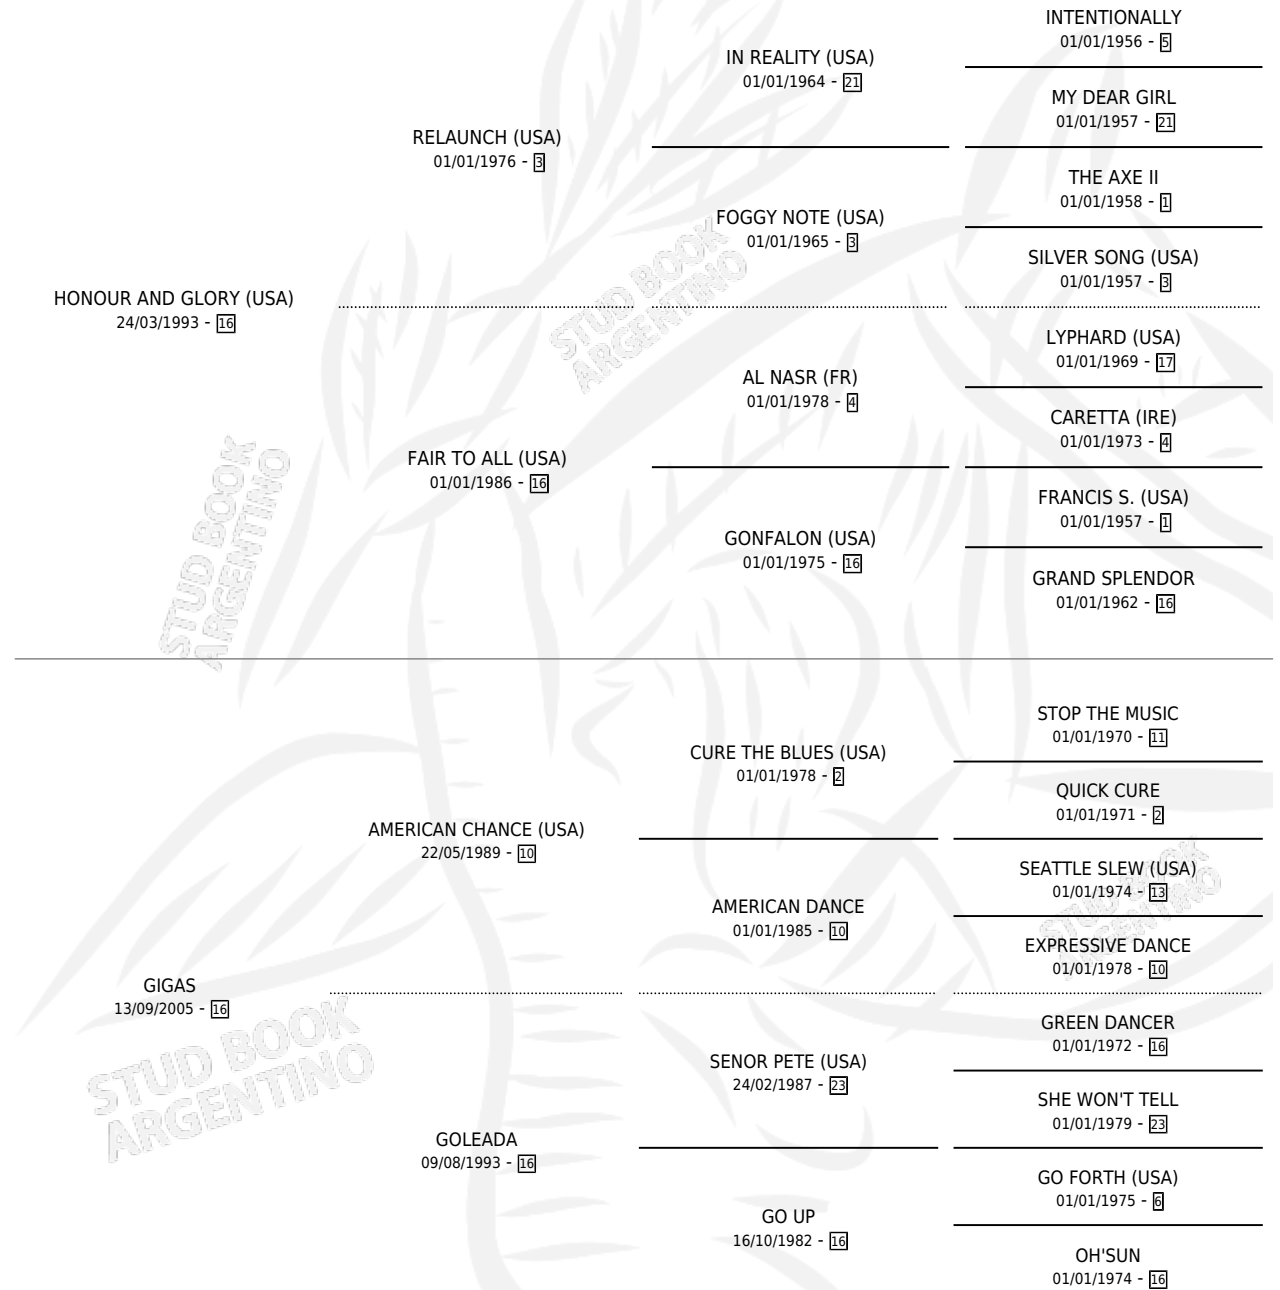 INTENTIONALLY
01/01/1956 - 5
IN REALITY (USA)
01/01/1964 - 21
MY DEAR GIRL
01/01/1957 - 21
RELAUNCH (USA)
01/01/1976 - 3
THE AXE II
01/01/1958 - 1
FOGGY NOTE (USA)
01/01/1965 - 3
SILVER SONG (USA)
01/01/1957 - 3
HONOUR AND GLORY (USA)
24/03/1993 - 16
LYPHARD (USA)
01/01/1969 - 17
AL NASR (FR)
01/01/1978 - 4
CARETTA (IRE)
01/01/1973 - 4
FAIR TO ALL (USA)
01/01/1986 - 16
FRANCIS S. (USA)
01/01/1957 - 1
GONFALON (USA)
01/01/1975 - 16
GRAND SPLENDOR
01/01/1962 - 16
STUD BOOK
ARGENTINO
STUD BOOK
ARGENTINO
STOP THE MUSIC
01/01/1970 - 11
CURE THE BLUES (USA)
01/01/1978 - 2
QUICK CURE
01/01/1971 - 2
AMERICAN CHANCE (USA)
22/05/1989 - 10
SEATTLE SLEW (USA)
01/01/1974 - 13
AMERICAN DANCE
01/01/1985 - 10
EXPRESSIVE DANCE
01/01/1978 - 10
GIGAS
13/09/2005 - 16
GREEN DANCER
01/01/1972 - 16
SENOR PETE (USA)
24/02/1987 - 23
SHE WON'T TELL
01/01/1979 - 23
GOLEADA
09/08/1993 - 16
GO FORTH (USA)
01/01/1975 - 6
GO UP
16/10/1982 - 16
OH'SUN
01/01/1974 - 16
STUD BOOK
ARGENTINO
STUD BOOK
ARGENTINO